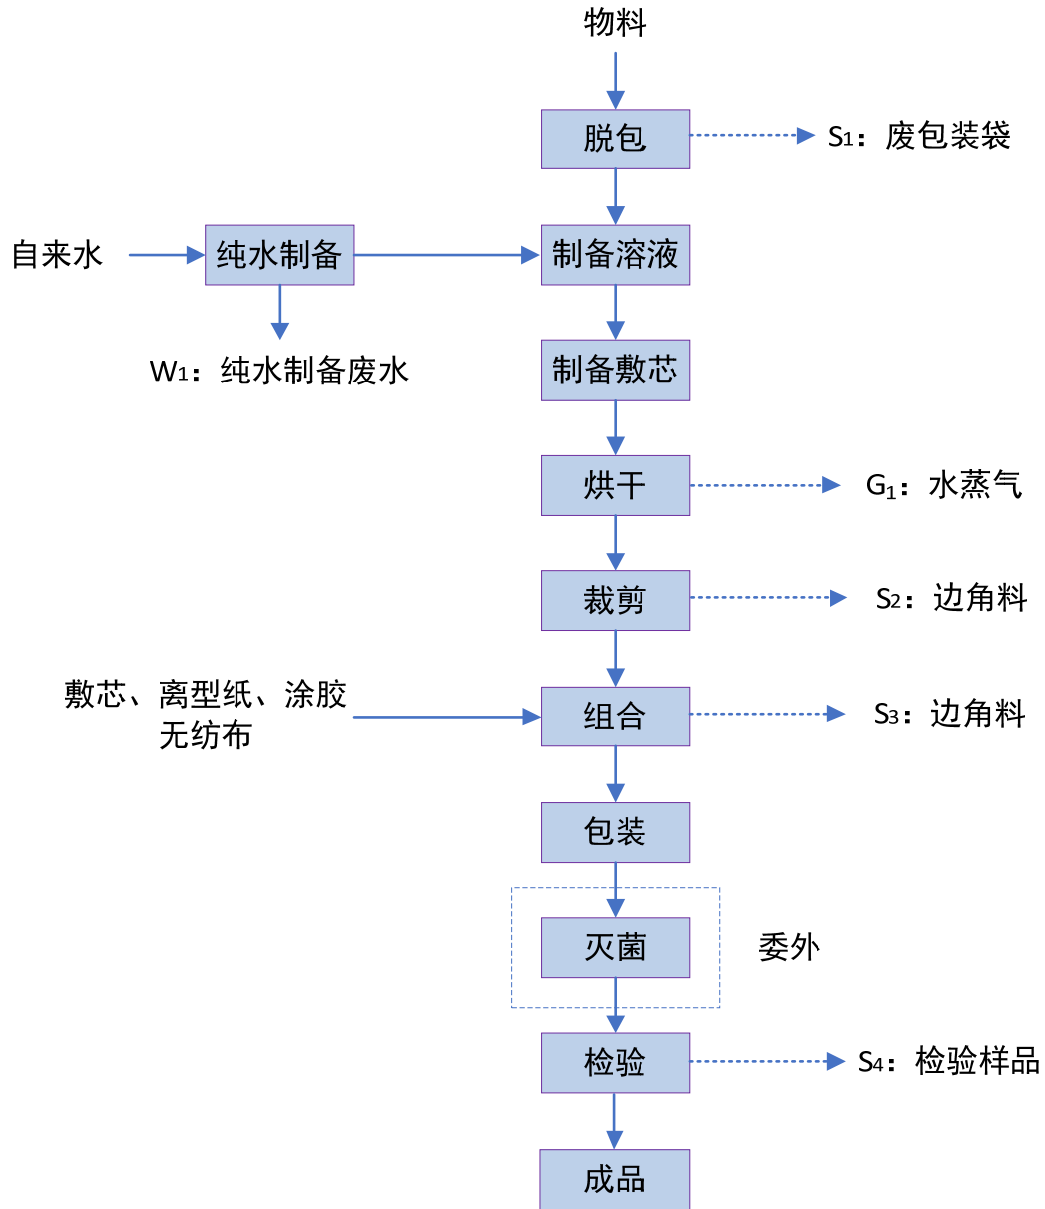 物料
脱包
S1：废包装袋
自来水
纯水制备
制备溶液
W1：纯水制备废水
制备敷芯
烘干
G1：水蒸气
裁剪
S2：边角料
敷芯、离型纸、涂胶
无纺布
组合
S3：边角料
包装
灭菌
委外
检验
S4：检验样品
成品